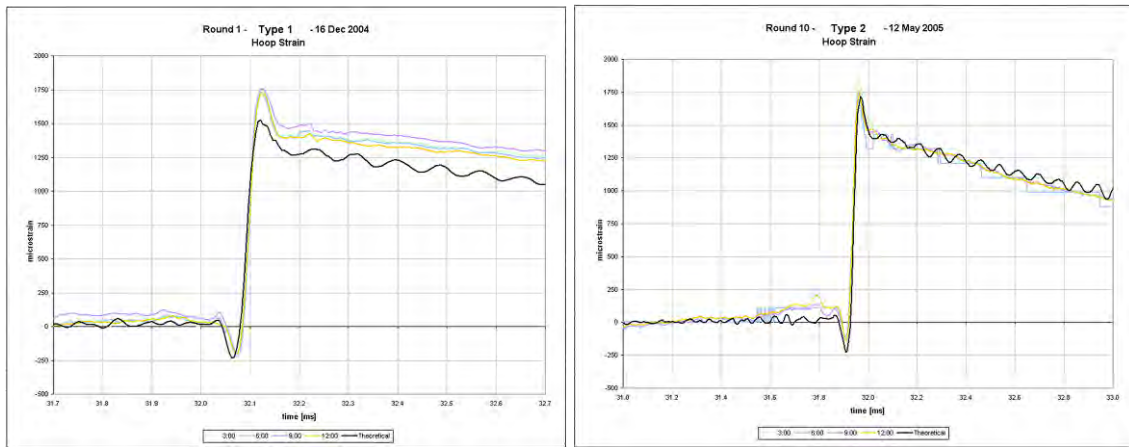 Round 1 - Type 1 - 16 Dec 2004
Hoop Strain
microstrain
2000
1750
1500
1250
1000
750
500
250
0
-250
-500
31.7 31.8 31.9 32.0 32.1 32.2 32.3 32.4 32.5 32.6 32.7
time [ms]
3:00 6:00 9:00 12:00 Theoretical
Round 10 - Type 2 - 12 May 2005
Hoop Strain
microstrain
2000
1750
1500
1250
1000
750
500
250
0
-250
-500
31.0 31.2 31.4 31.6 31.8 32.0 32.2 32.4 32.6 32.8 33.0
time [ms]
3:00 6:00 9:00 12:00 Theoretical